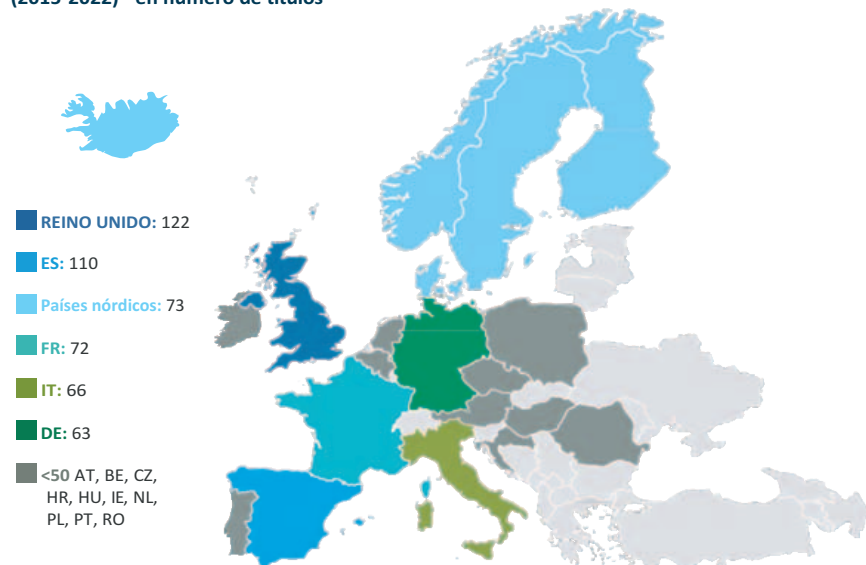 (2015-2022) - en número de títulos
REINO UNIDO: 122
ES: 110
Países nórdicos: 73
FR: 72
IT: 66
DE: 63
<50 AT, BE, CZ,
HR, HU, IE, NL,
PL, PT, RO